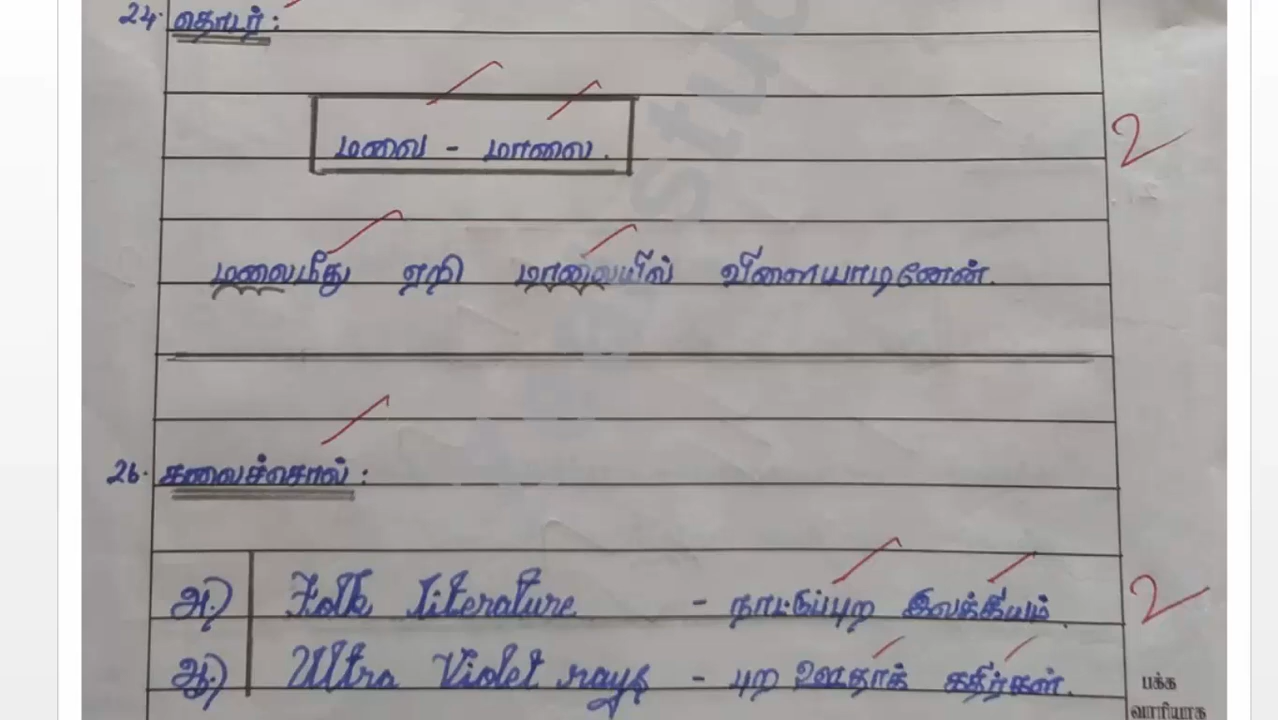 24. தொடர் :
மலை - மாலை.
2
மலைமீது ஏறி மாலையில் விளையாடினேன்.
26. கலைச்சொல் :
அ) Folk literature - நாட்டுப்புற இலக்கியம்.
2
ஆ) Ultra Violet rays - புற ஊதாக் கதிர்கள்.
பக்க
வாரியாக